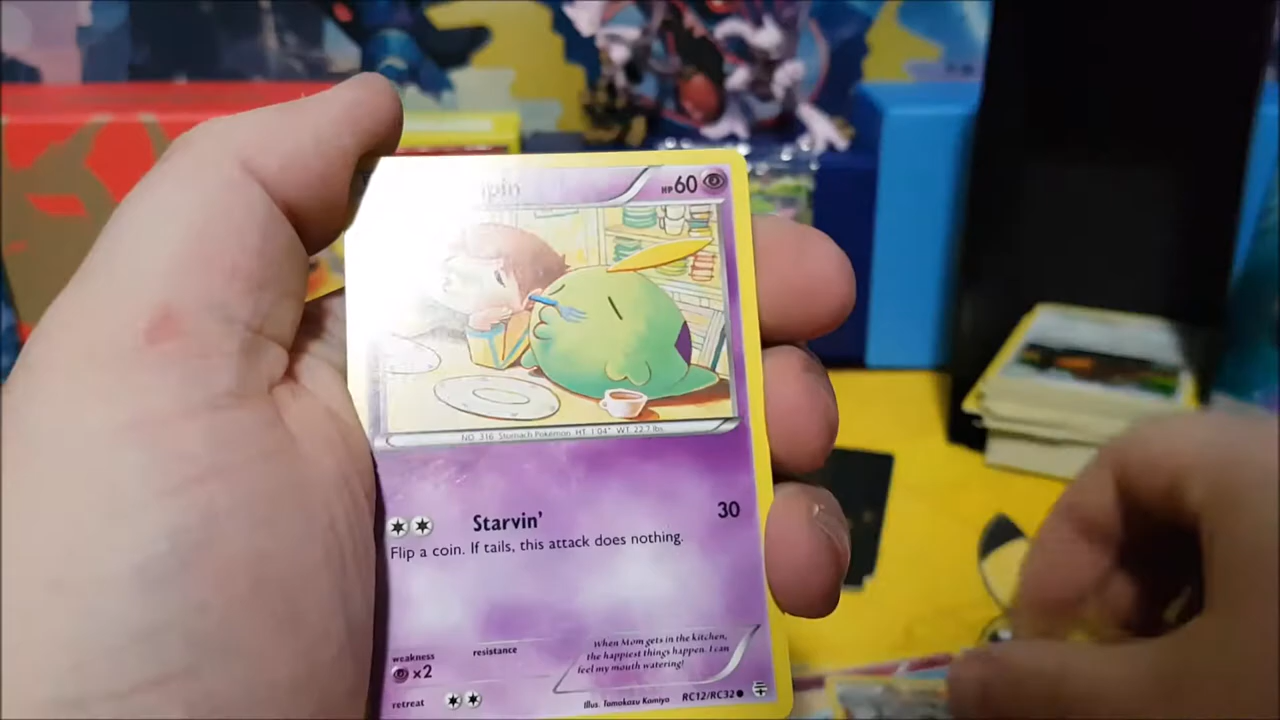 HP60
NO. 316 Stomach Pokémon HT 1'04" WT 22.7 lbs.
Starvin' 30
Flip a coin. If tails, this attack does nothing.
weakness
x2
resistance
When Mom gets in the kitchen,
the happiest things happen. I can
feel my mouth watering!
retreat
Illus. Tomokazu Komiya RC12/RC32